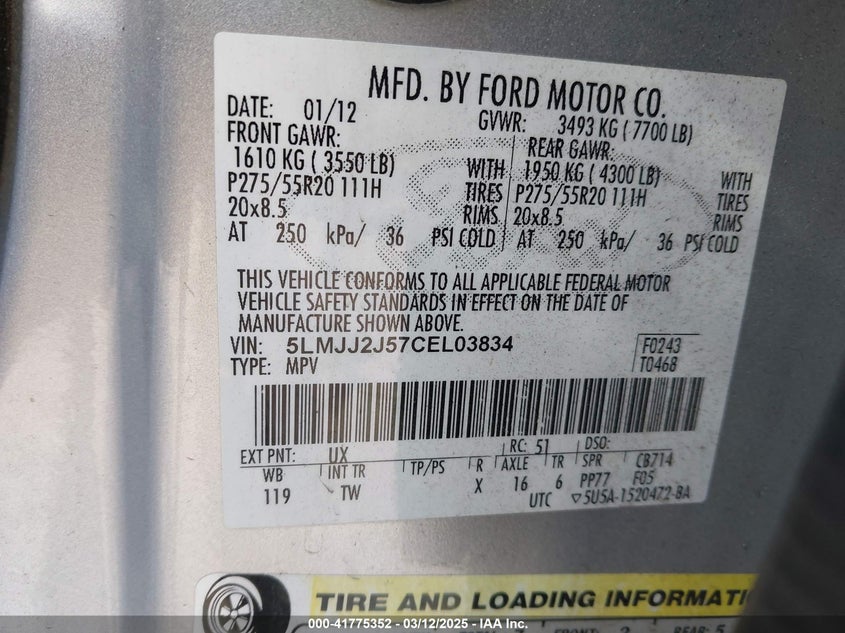 MFD. BY FORD MOTOR CO.
DATE: 01/12 GVWR: 3493 KG ( 7700 LB)
FRONT GAWR: REAR GAWR:
1610 KG ( 3550 LB) WITH 1950 KG ( 4300 LB) WITH
P275/55R20 111H TIRES P275/55R20 111H TIRES
20x8.5 RIMS 20x8.5 RIMS
AT 250 kPa/ 36 PSI COLD AT 250 kPa/ 36 PSI COLD
THIS VEHICLE CONFORMS TO ALL APPLICABLE FEDERAL MOTOR
VEHICLE SAFETY STANDARDS IN EFFECT ON THE DATE OF
MANUFACTURE SHOWN ABOVE.
VIN: 5LMJJ2J57CEL03834 F0243
TYPE: MPV T0468
EXT PNT: UX RC: 51 DSO:
WB INT TR TP/PS R AXLE TR SPR CB714
119 TW X 16 6 PP77 F05
UTC ▽5U5A-1520472-BA
TIRE AND LOADING INFORMATI
000-41775352 - 03/12/2025 - IAA Inc.